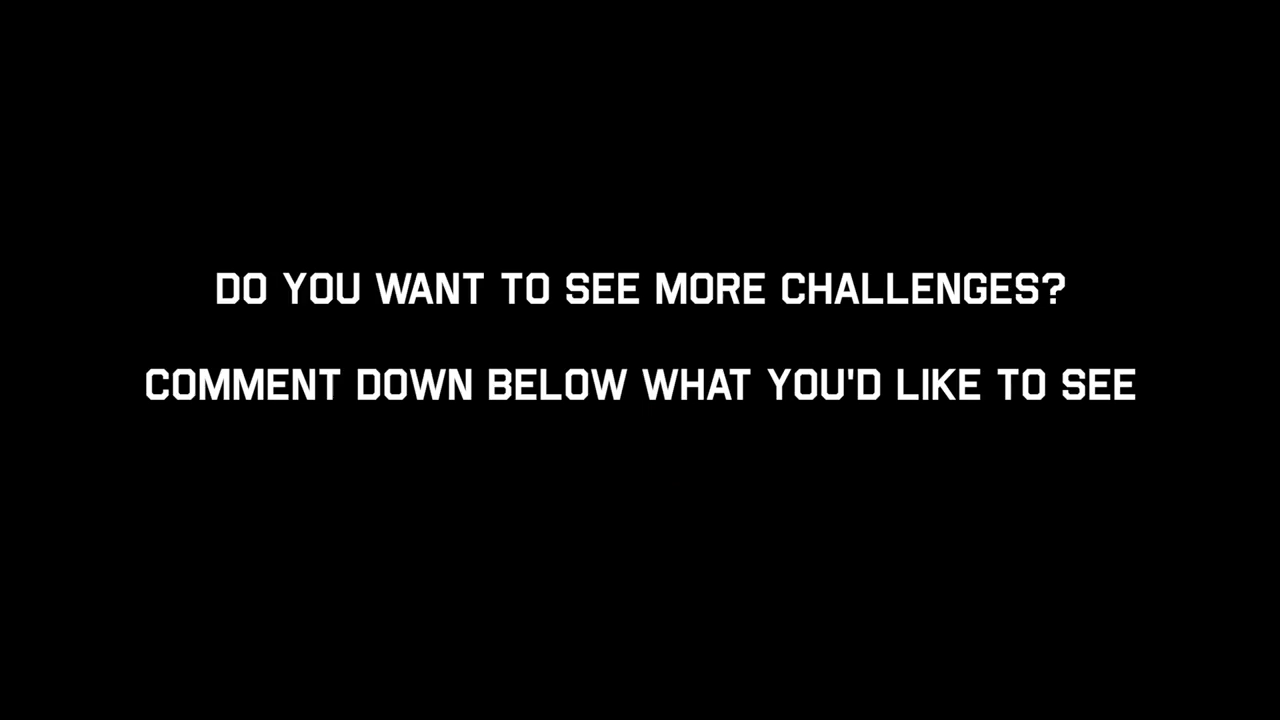 DO YOU WANT TO SEE MORE CHALLENGES?
COMMENT DOWN BELOW WHAT YOU'D LIKE TO SEE